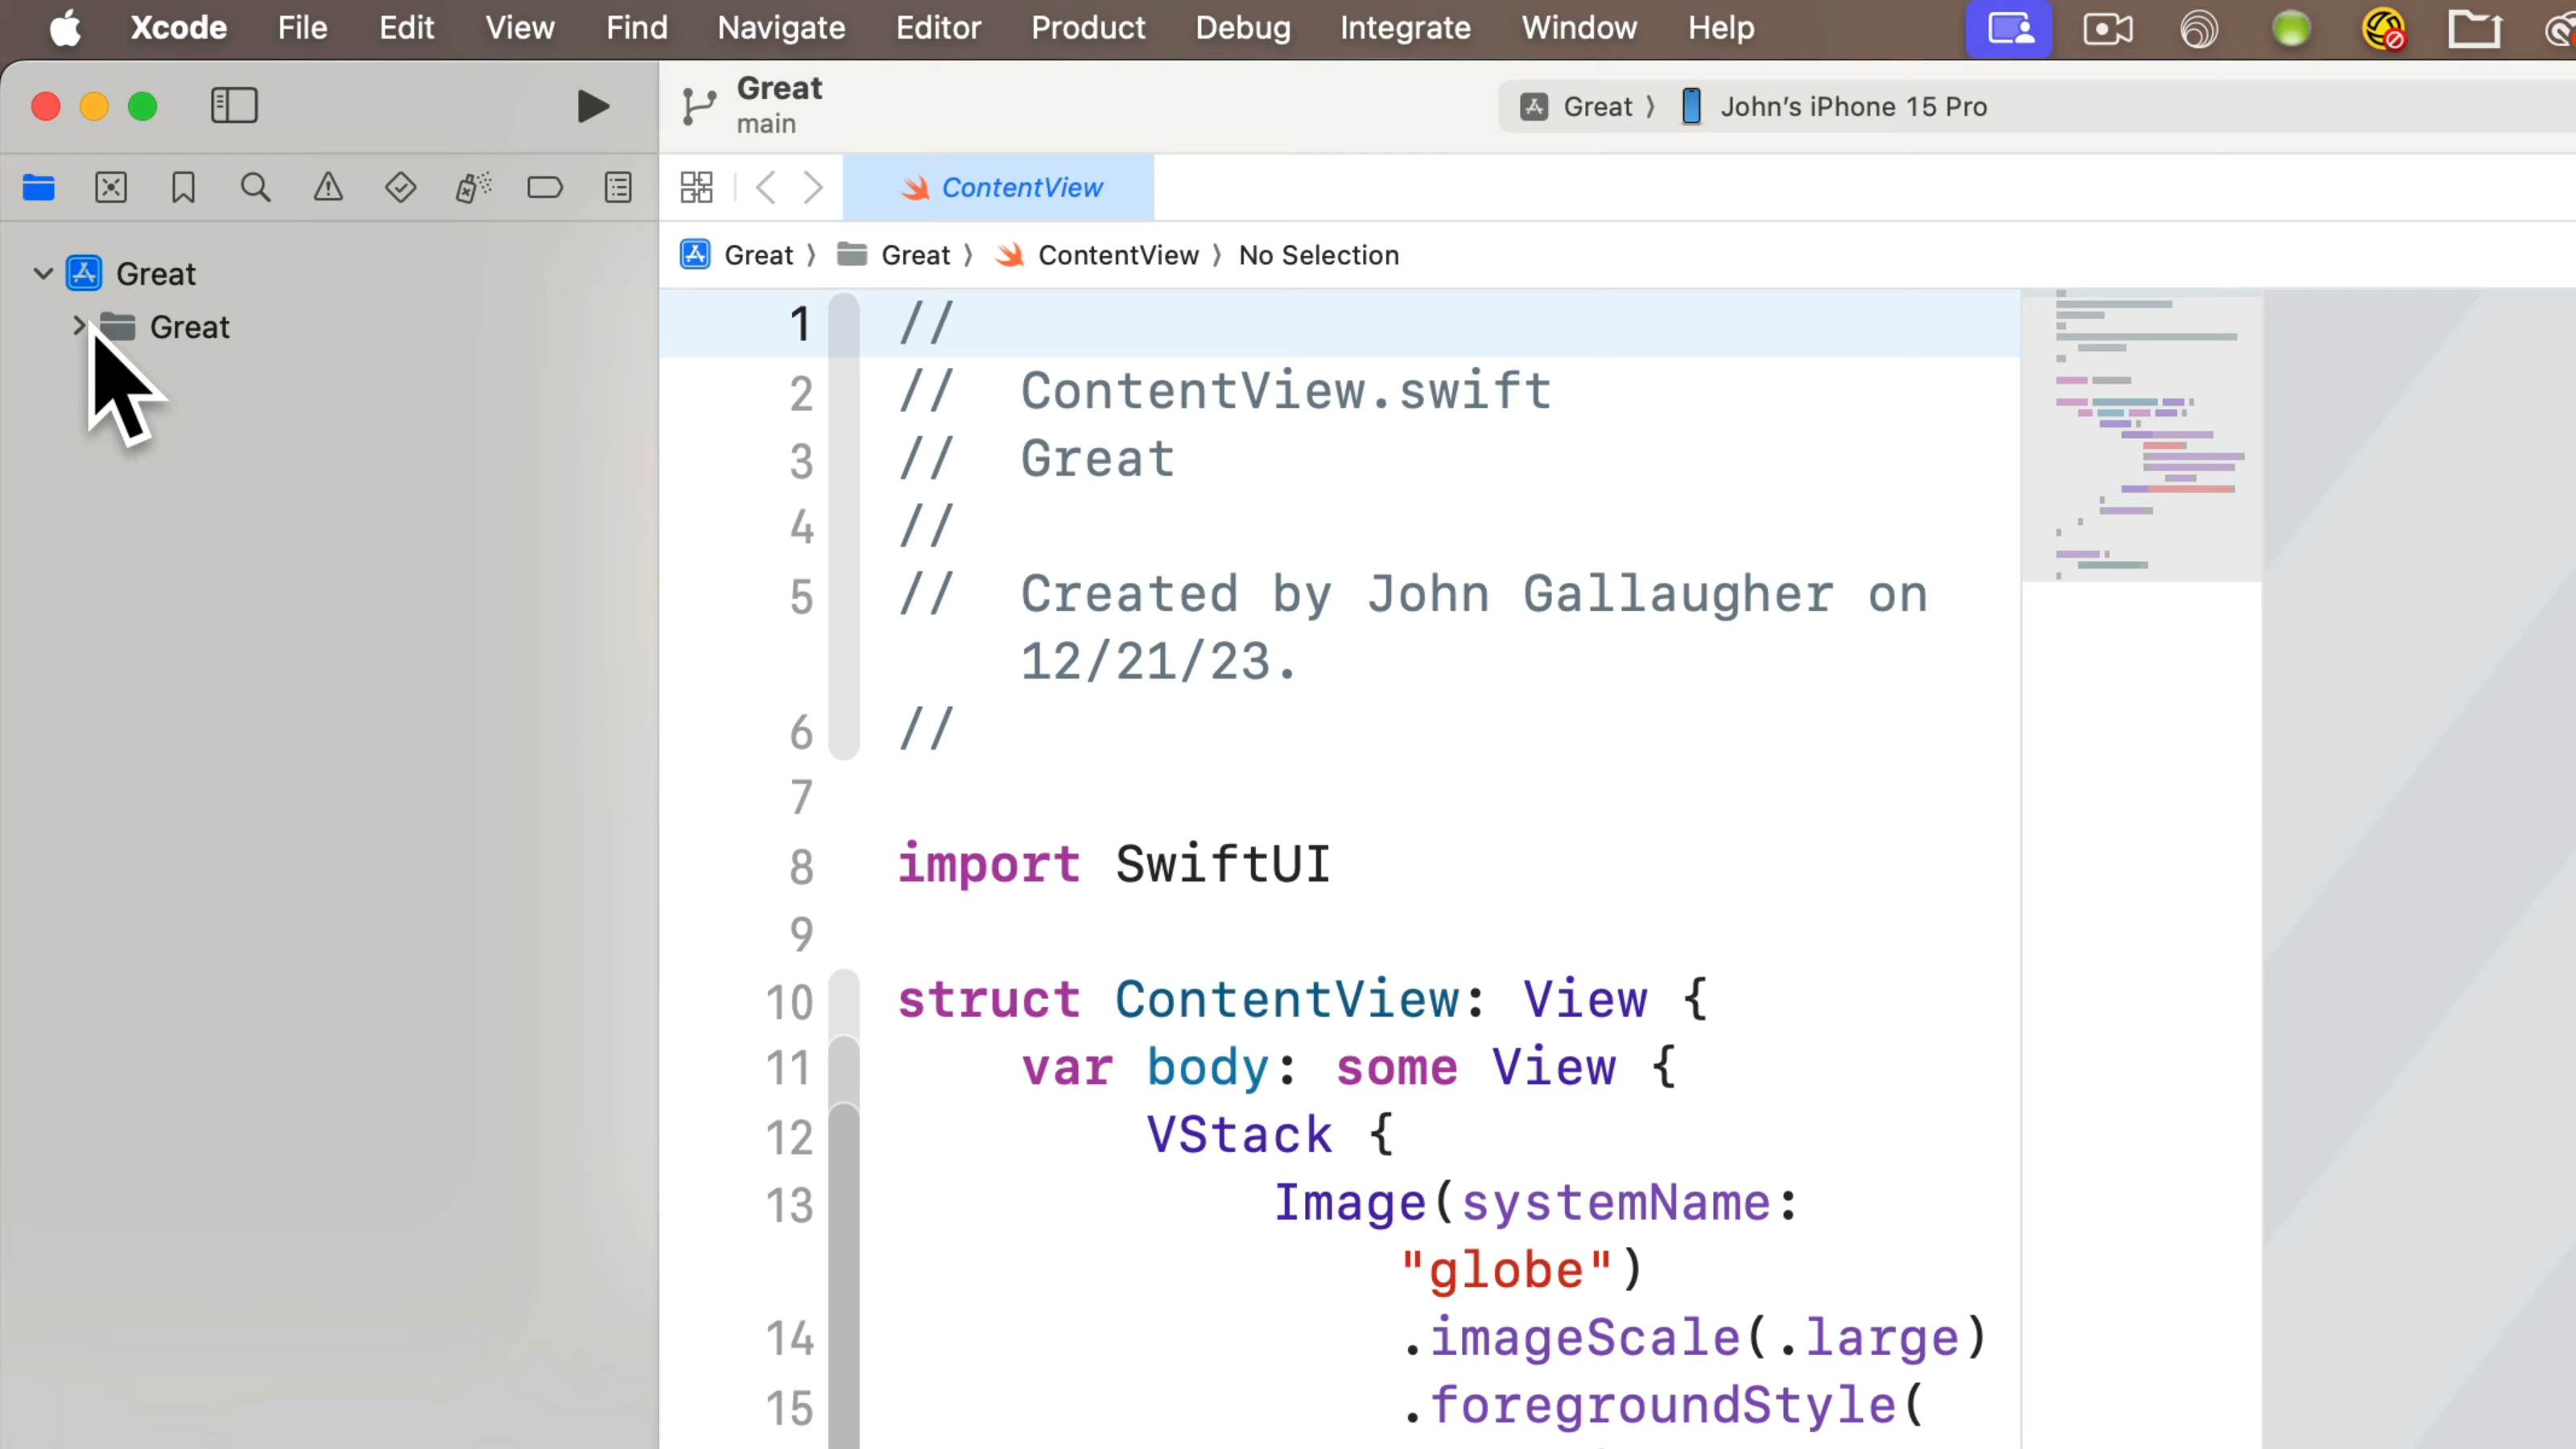 Xcode File Edit View Find Navigate Editor Product Debug Integrate Window Help
Great
main
Great 〉 John’s iPhone 15 Pro
ContentView
Great 〉 Great 〉 ContentView 〉 No Selection
Great
Great
1 //
2 //  ContentView.swift
3 //  Great
4 //
5 //  Created by John Gallaugher on
12/21/23.
6 //
7
8 import SwiftUI
9
10 struct ContentView: View {
11     var body: some View {
12         VStack {
13             Image(systemName:
"globe")
14                 .imageScale(.large)
15                 .foregroundStyle(